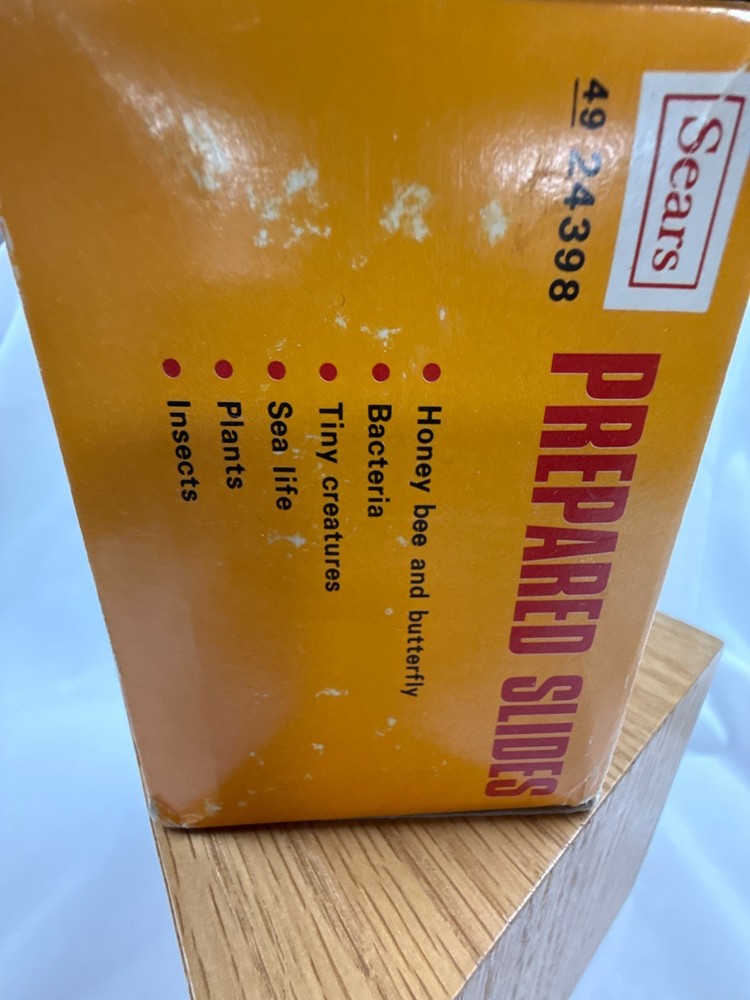 Sears
49 24398
PREPARED SLIDES
Honey bee and butterfly
Bacteria
Tiny creatures
Sea life
Plants
Insects